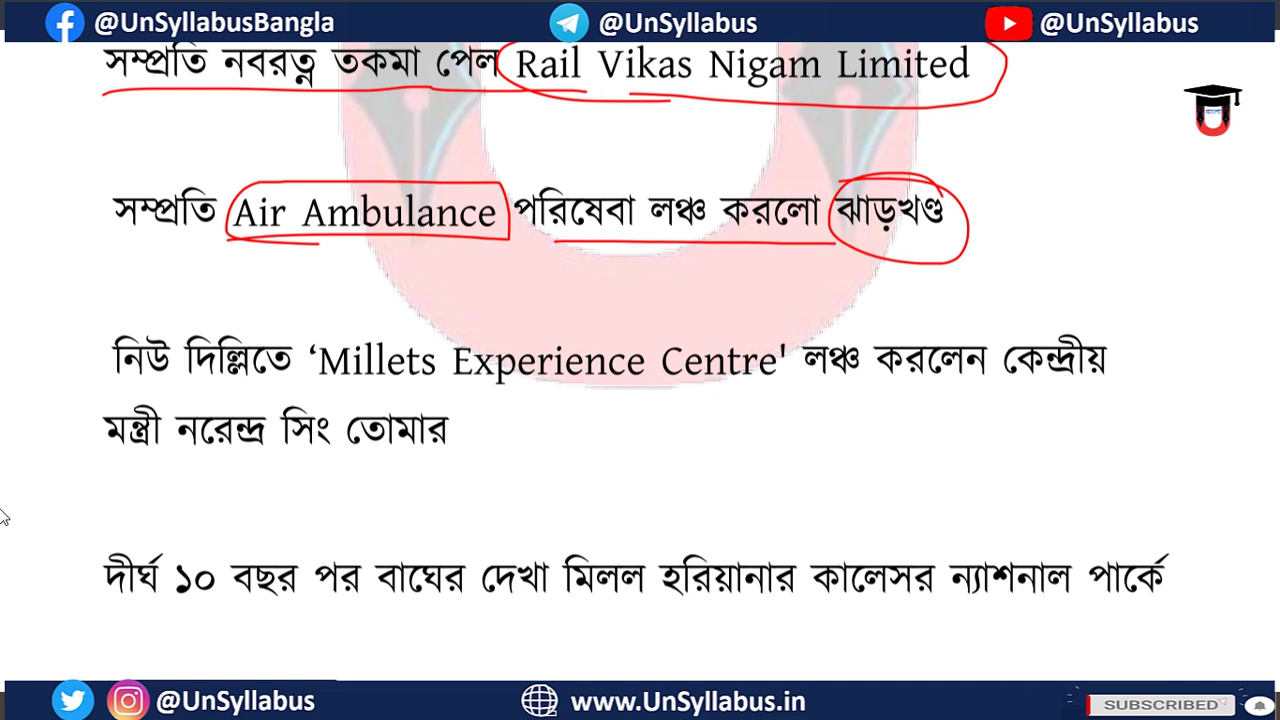 @UnSyllabusBangla @UnSyllabus @UnSyllabus
সম্প্রতি নবরত্ন তকমা পেল Rail Vikas Nigam Limited
সম্প্রতি Air Ambulance পরিষেবা লঞ্চ করলো ঝাড়খণ্ড
নিউ দিল্লিতে ‘Millets Experience Centre' লঞ্চ করলেন কেন্দ্রীয়
মন্ত্রী নরেন্দ্র সিং তোমার
দীর্ঘ ১০ বছর পর বাঘের দেখা মিলল হরিয়ানার কালেসর ন্যাশনাল পার্কে
@UnSyllabus www.UnSyllabus.in SUBSCRIBED